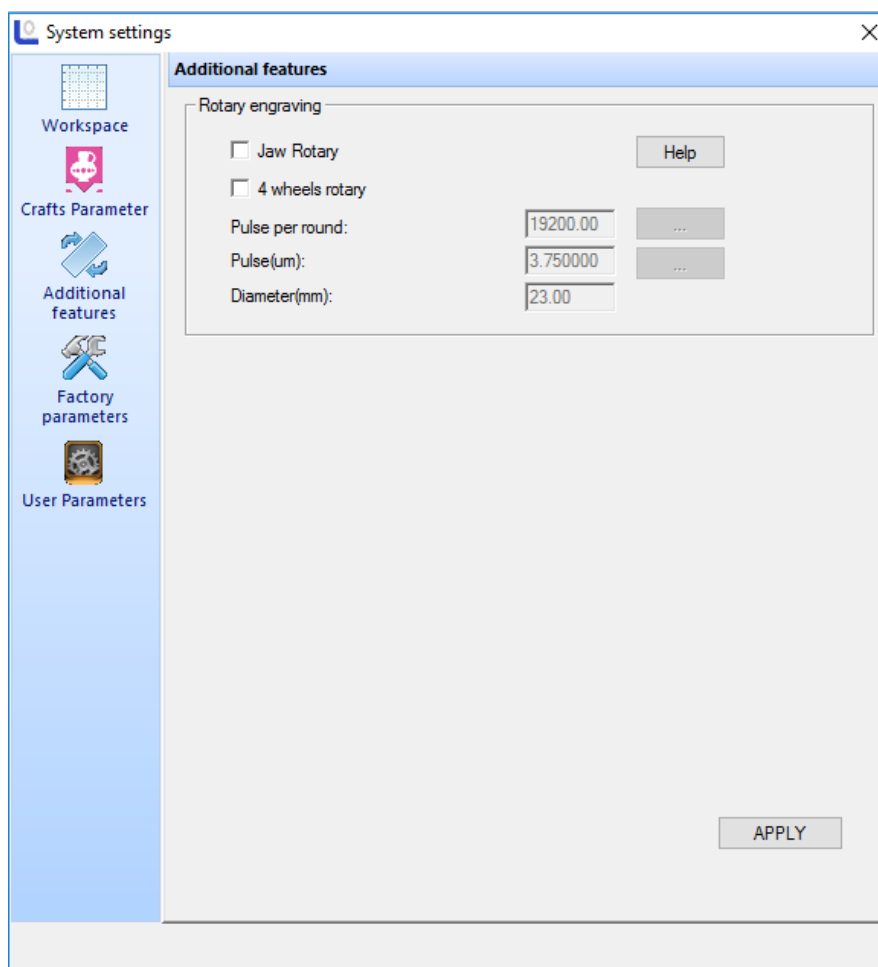 System settings
Workspace
Crafts Parameter
Additional
features
Factory
parameters
User Parameters
Additional features
Rotary engraving
Jaw Rotary
Help
4 wheels rotary
Pulse per round:
19200.00
...
Pulse(um):
3.750000
...
Diameter(mm):
23.00
APPLY